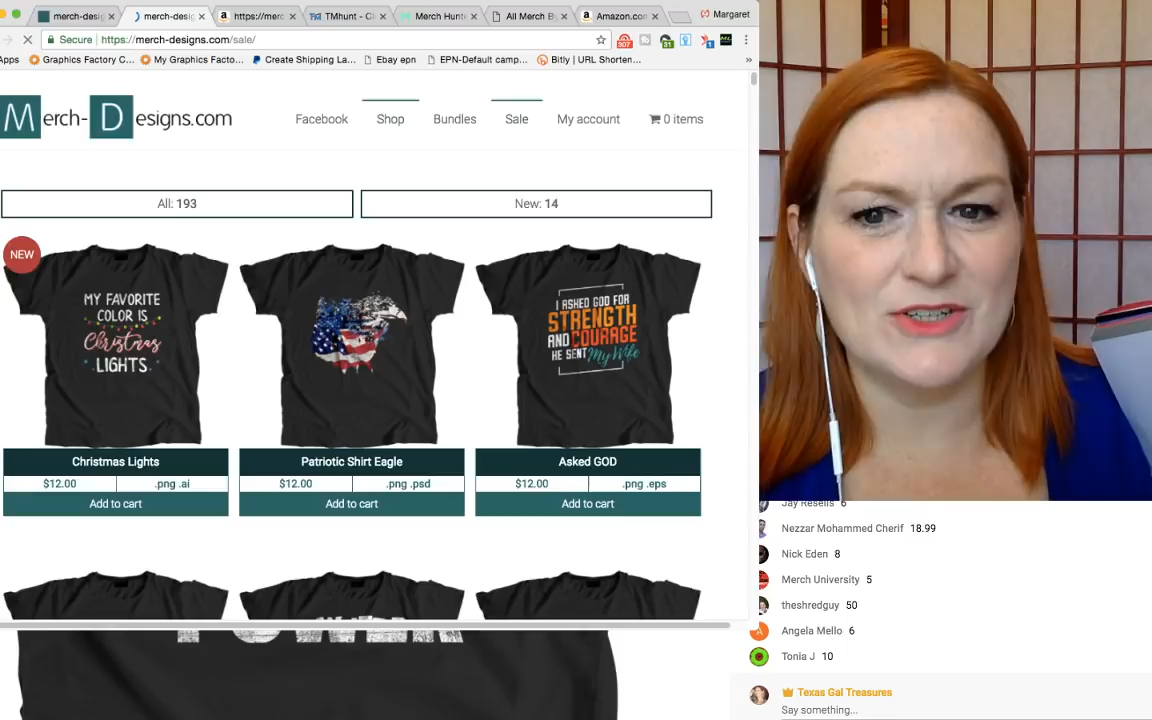 merch-desig
merch-desig
https://merc
TMhunt - Cl
Merch Hunte
All Merch By
Amazon.com
Margaret
Secure
https://merch-designs.com/sale/
307
31
1
Apps
Graphics Factory C...
My Graphics Facto...
Create Shipping La...
Ebay epn
EPN-Default camp...
Bitly | URL Shorten...
»
Merch-Designs.com
Facebook
Shop
Bundles
Sale
My account
0 items
All: 193
New: 14
NEW
MY FAVORITE
COLOR IS
Christmas
LIGHTS
I ASKED GOD FOR
STRENGTH
AND COURAGE
HE SENT My Wife
Christmas Lights
Patriotic Shirt Eagle
Asked GOD
$12.00
.png .ai
$12.00
.png .psd
$12.00
.png .eps
Add to cart
Add to cart
Add to cart
Jay Resells 6
Nezzar Mohammed Cherif 18.99
Nick Eden 8
Merch University 5
theshredguy 50
Angela Mello 6
Tonia J 10
Texas Gal Treasures
Say something...